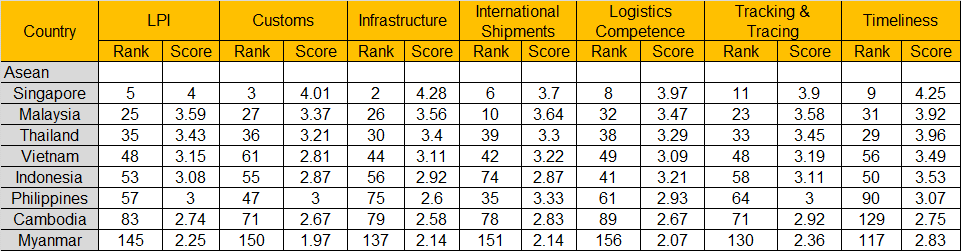 Country LPI Customs Infrastructure International Shipments Logistics Competence Tracking & Tracing Timeliness
Rank Score Rank Score Rank Score Rank Score Rank Score Rank Score Rank Score
Asean
Singapore 5 4 3 4.01 2 4.28 6 3.7 8 3.97 11 3.9 9 4.25
Malaysia 25 3.59 27 3.37 26 3.56 10 3.64 32 3.47 23 3.58 31 3.92
Thailand 35 3.43 36 3.21 30 3.4 39 3.3 38 3.29 33 3.45 29 3.96
Vietnam 48 3.15 61 2.81 44 3.11 42 3.22 49 3.09 48 3.19 56 3.49
Indonesia 53 3.08 55 2.87 56 2.92 74 2.87 41 3.21 58 3.11 50 3.53
Philippines 57 3 47 3 75 2.6 35 3.33 61 2.93 64 3 90 3.07
Cambodia 83 2.74 71 2.67 79 2.58 78 2.83 89 2.67 71 2.92 129 2.75
Myanmar 145 2.25 150 1.97 137 2.14 151 2.14 156 2.07 130 2.36 117 2.83